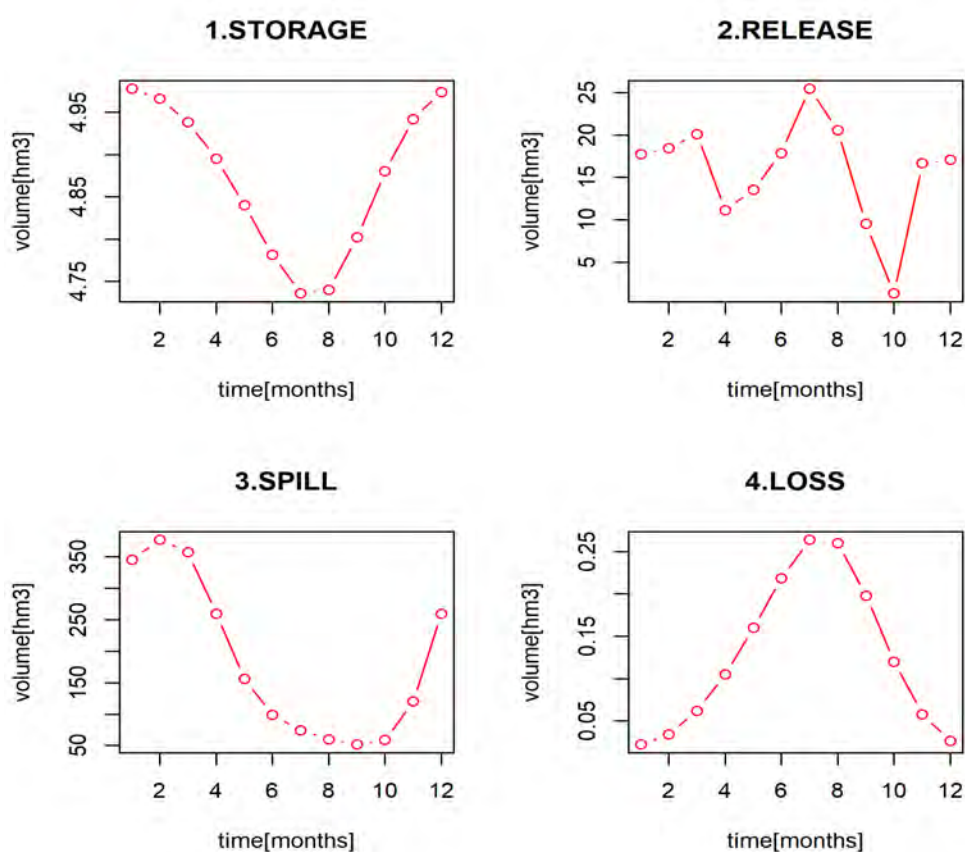 1.STORAGE
volume[hm3]
4.95
4.85
4.75
2 4 6 8 10 12
time[months]
2.RELEASE
volume[hm3]
25
20
15
10
5
2 4 6 8 10 12
time[months]
3.SPILL
volume[hm3]
350
250
150
50
2 4 6 8 10 12
time[months]
4.LOSS
volume[hm3]
0.25
0.15
0.05
2 4 6 8 10 12
time[months]